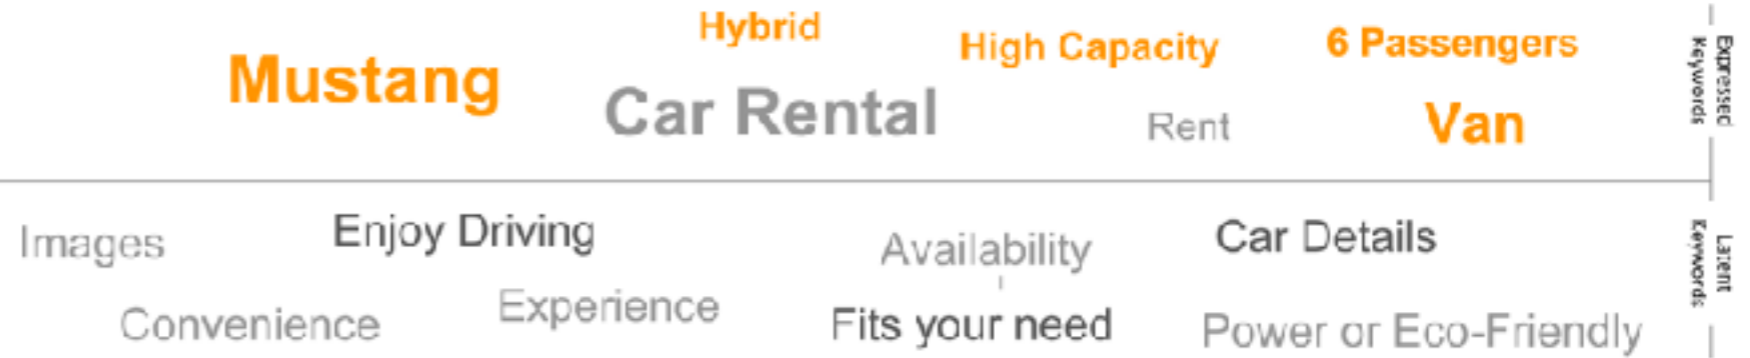 Hybrid
High Capacity
6 Passengers
Mustang
Car Rental
Rent
Van
Expressed
Keywords
Images
Enjoy Driving
Availability
Car Details
Convenience
Experience
Fits your need
Power or Eco-Friendly
Latent
Keywords